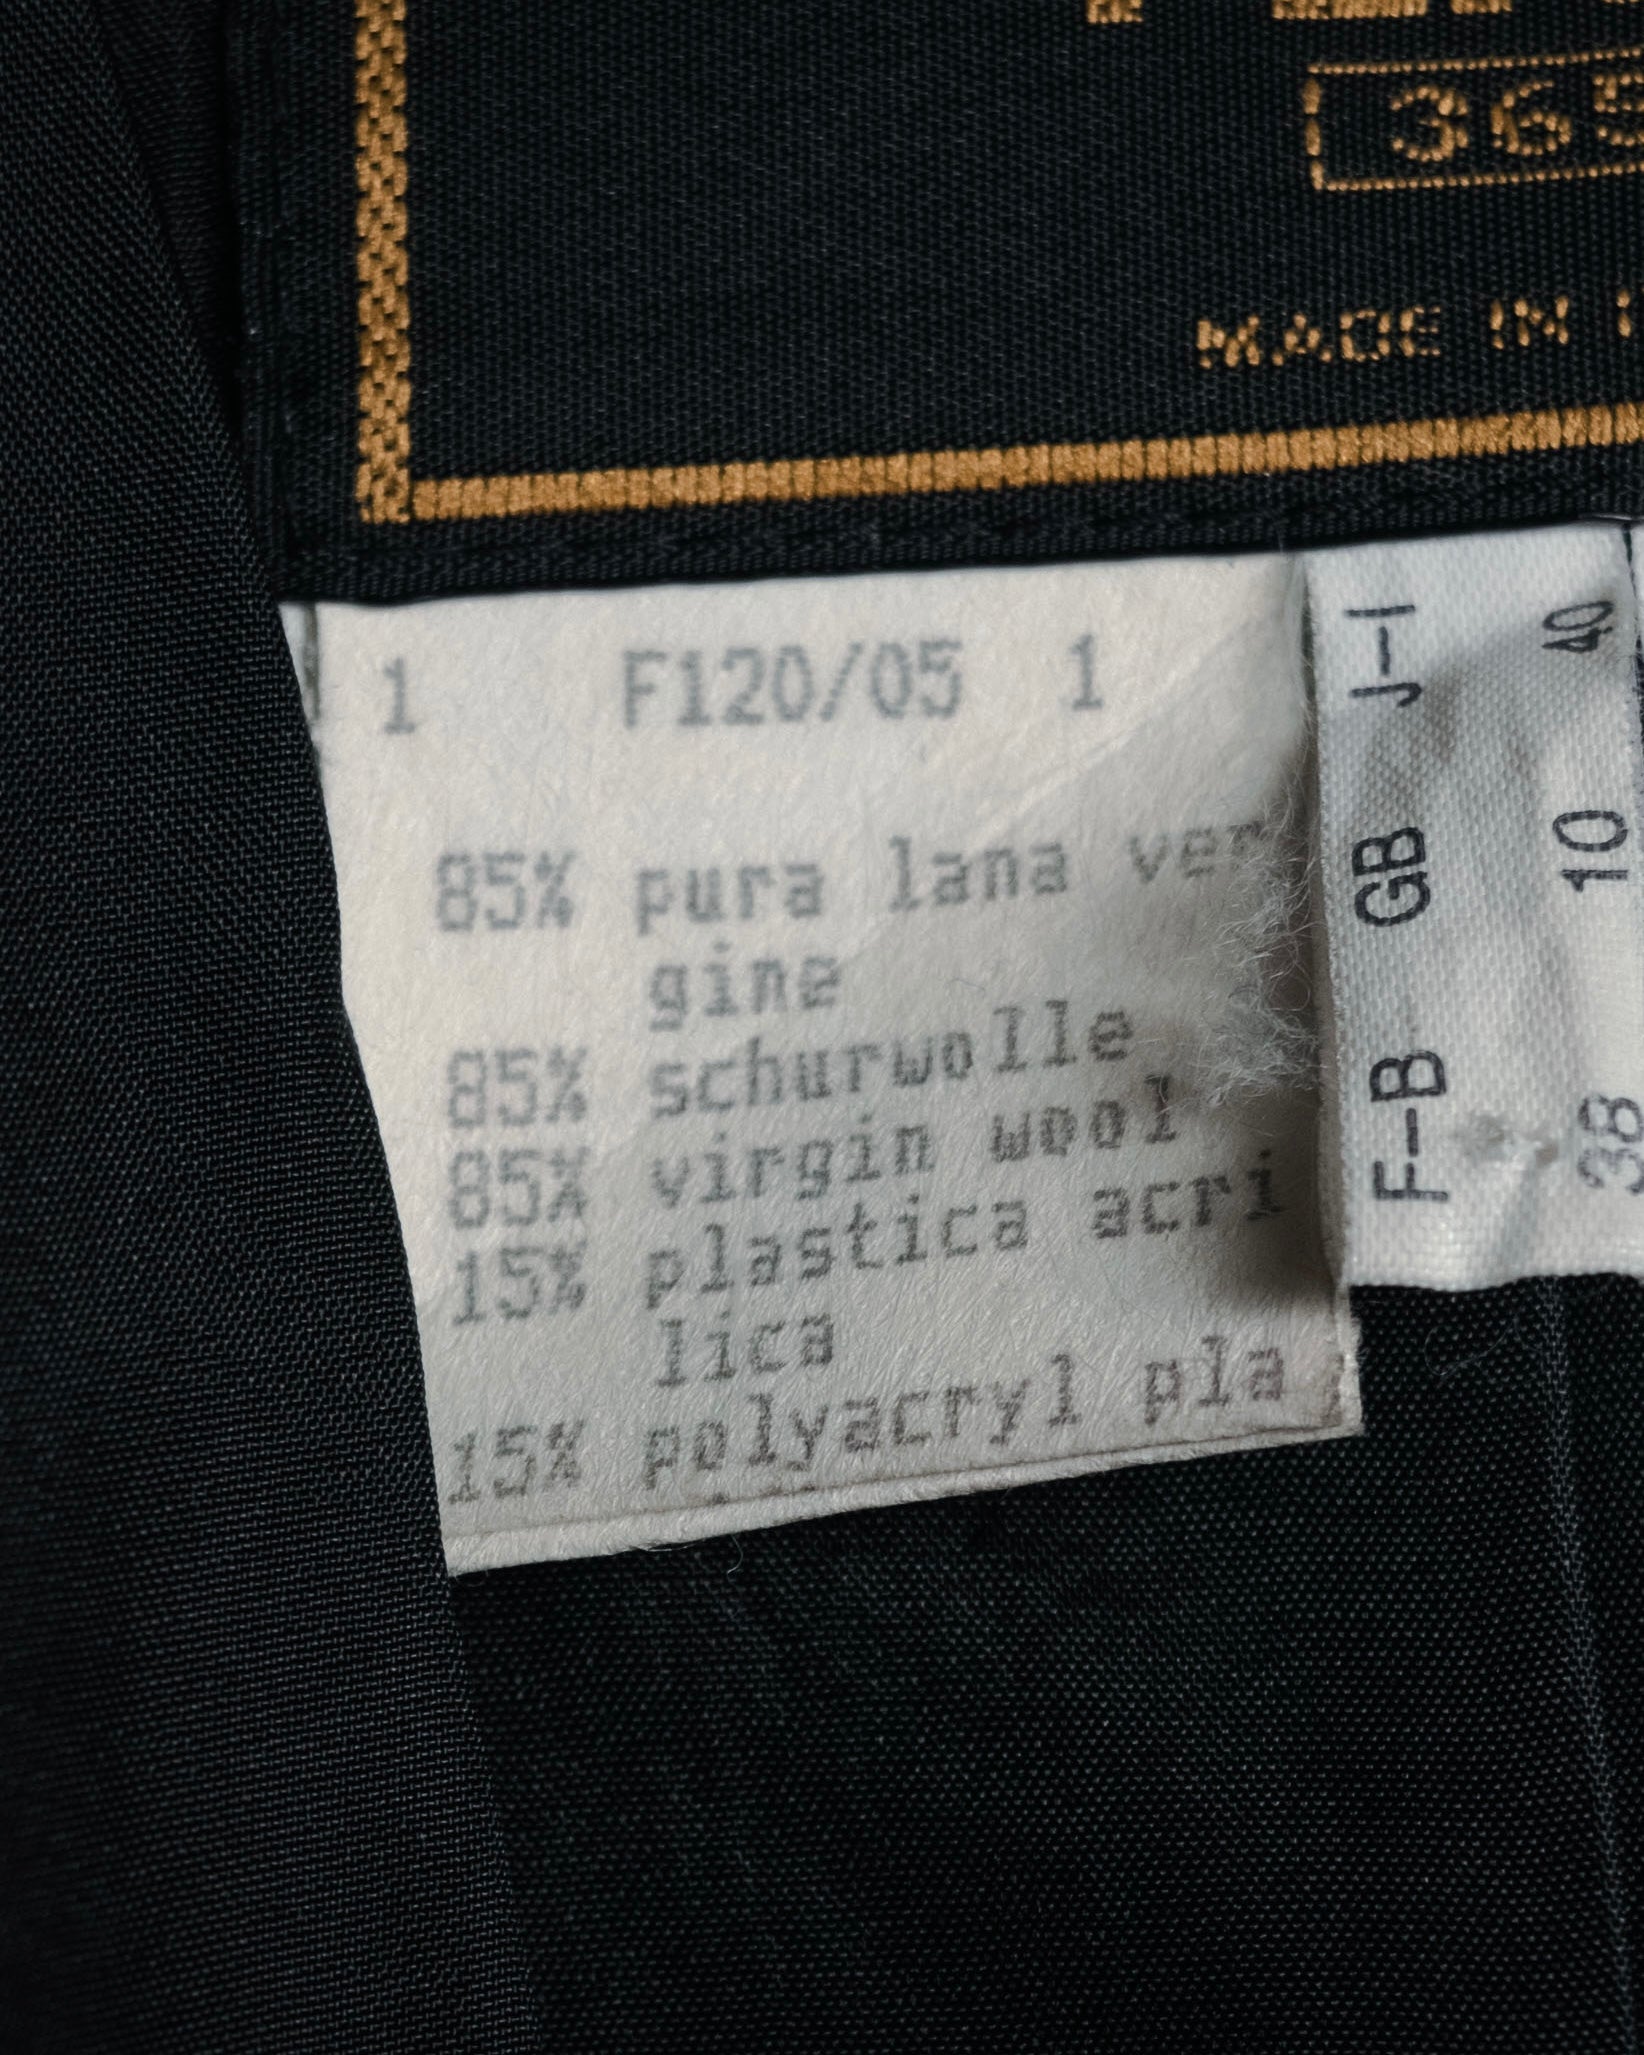 365
MADE IN
1 F120/05 1
85% pura lana ver
gine
85% schurwolle
85% virgin wool
15% plastica acri
lica
15% polyacryl pla
J-I 40
GB 10
F-B 38